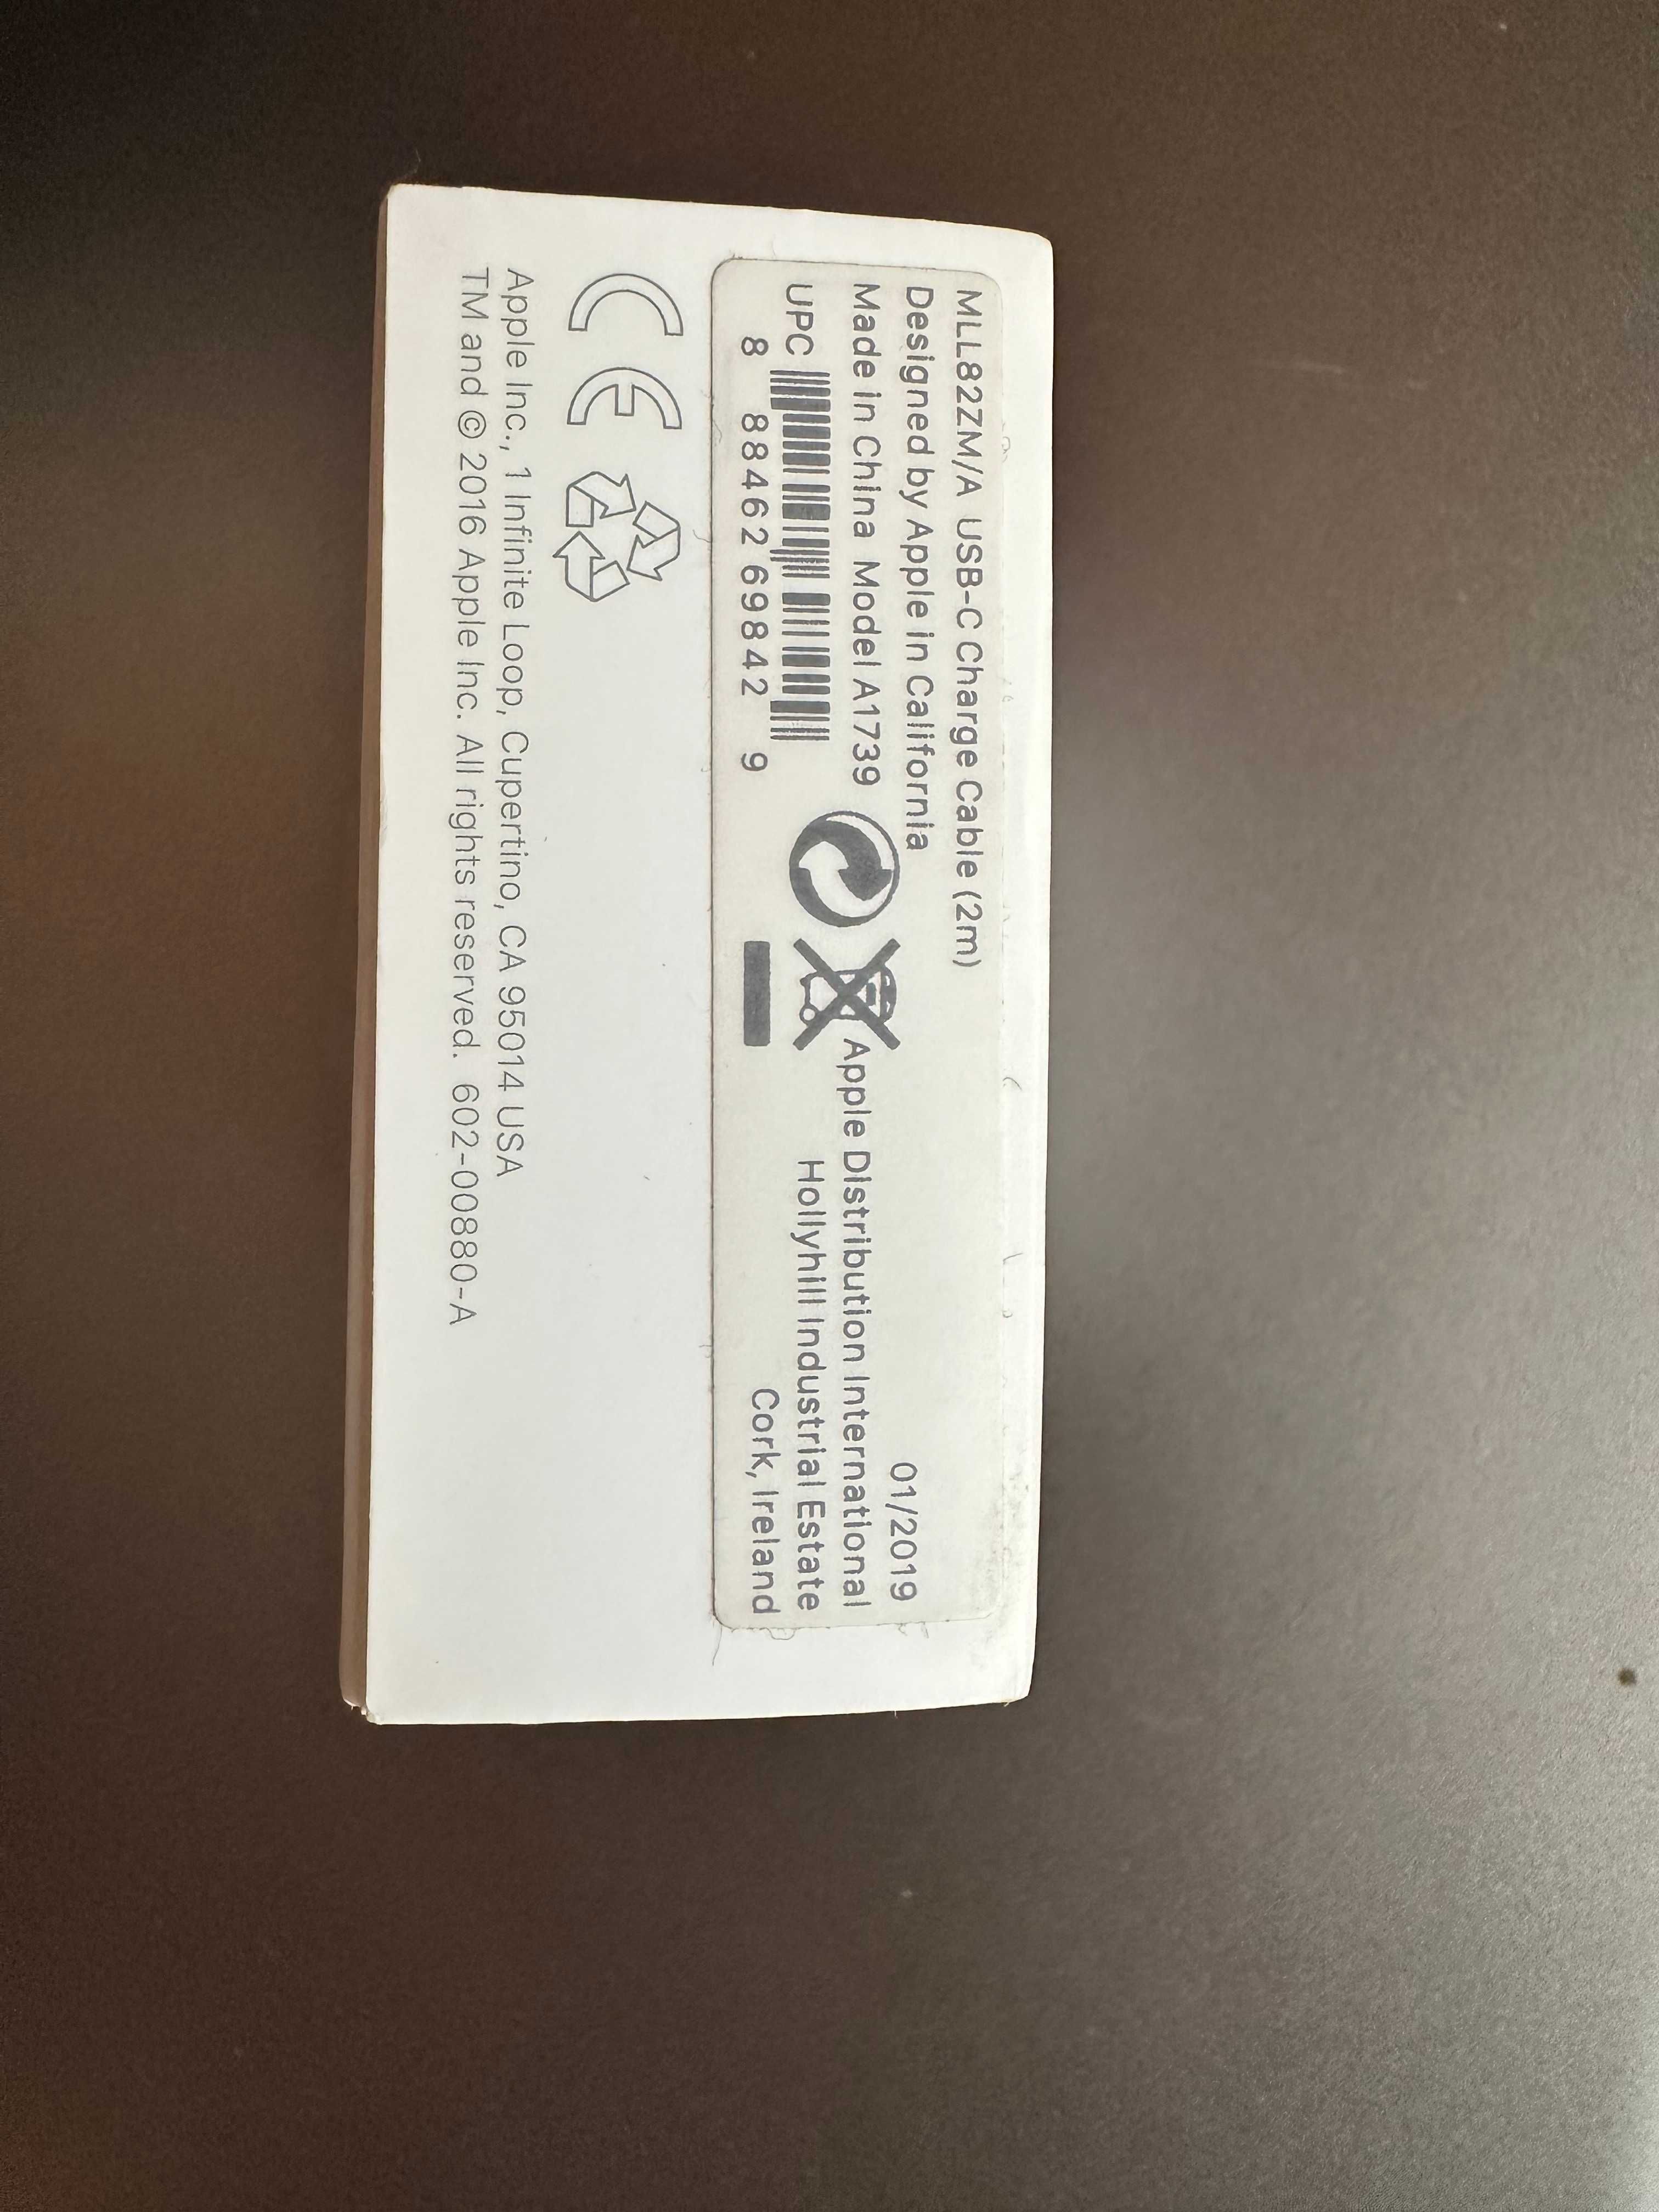 MLL82ZM/A USB-C Charge Cable (2m)
Designed by Apple in California
01/2019
Made in China Model A1739
Apple Distribution International
UPC
Hollyhill Industrial Estate
8 88462 69842 9
Cork, Ireland
CE
Apple Inc., 1 Infinite Loop, Cupertino, CA 95014 USA
TM and © 2016 Apple Inc. All rights reserved. 602-00880-A